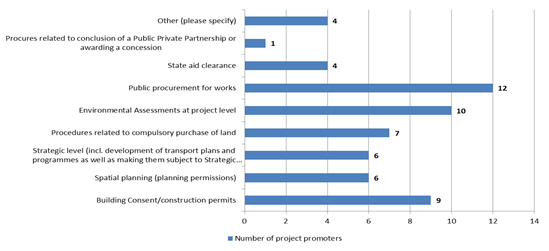 Other (please specify)
4
Procures related to conclusion of a Public Private Partnership or
awarding a concession
1
State aid clearance
4
Public procurement for works
12
Environmental Assessments at project level
10
Procedures related to compulsory purchase of land
7
Strategic level (incl. development of transport plans and
programmes as well as making them subject to Strategic...
6
Spatial planning (planning permissions)
6
Building Consent/construction permits
9
0 2 4 6 8 10 12 14
Number of project promoters